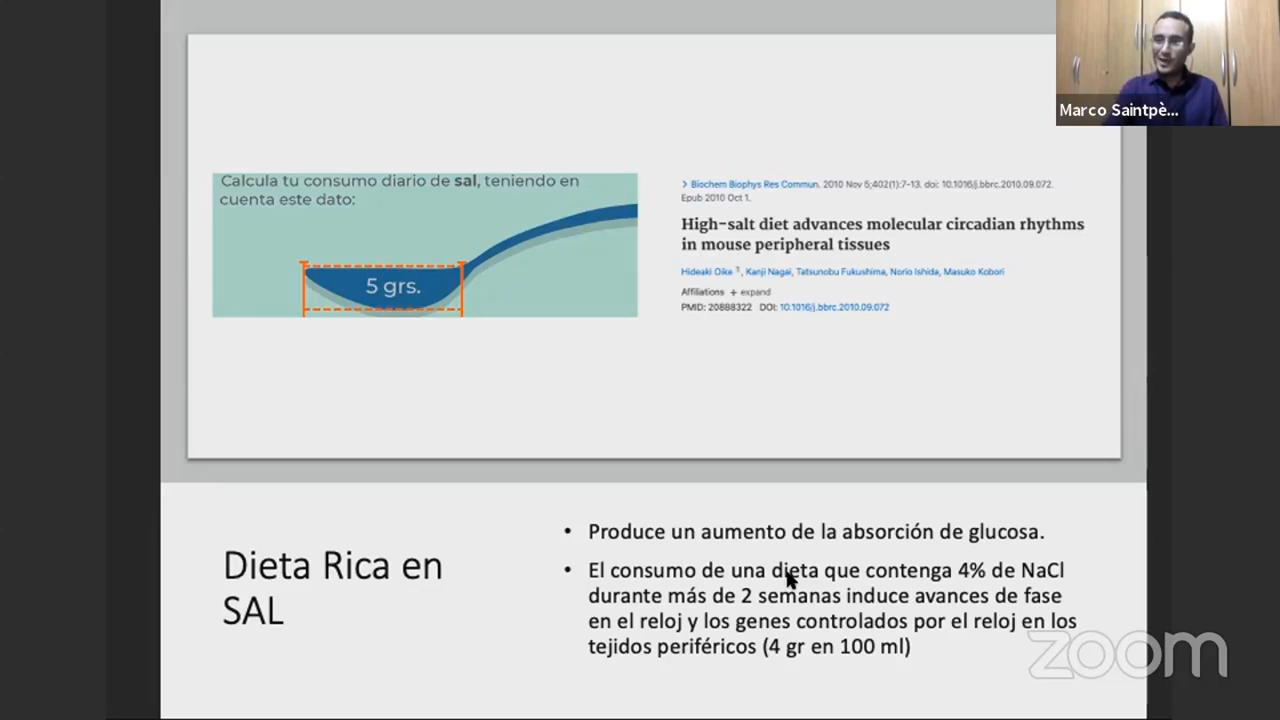 Marco Saintpè...
Calcula tu consumo diario de sal, teniendo en
cuenta este dato:
5 grs.
> Biochem Biophys Res Commun. 2010 Nov 5;402(1):7-13. doi: 10.1016/j.bbrc.2010.09.072.
Epub 2010 Oct 1.
High-salt diet advances molecular circadian rhythms
in mouse peripheral tissues
Hideaki Oike 1, Kanji Nagai, Tatsunobu Fukushima, Norio Ishida, Masuko Kobori
Affiliations + expand
PMID: 20888322 DOI: 10.1016/j.bbrc.2010.09.072
Dieta Rica en
SAL
• Produce un aumento de la absorción de glucosa.
• El consumo de una dieta que contenga 4% de NaCl
durante más de 2 semanas induce avances de fase
en el reloj y los genes controlados por el reloj en los
tejidos periféricos (4 gr en 100 ml)
zoom